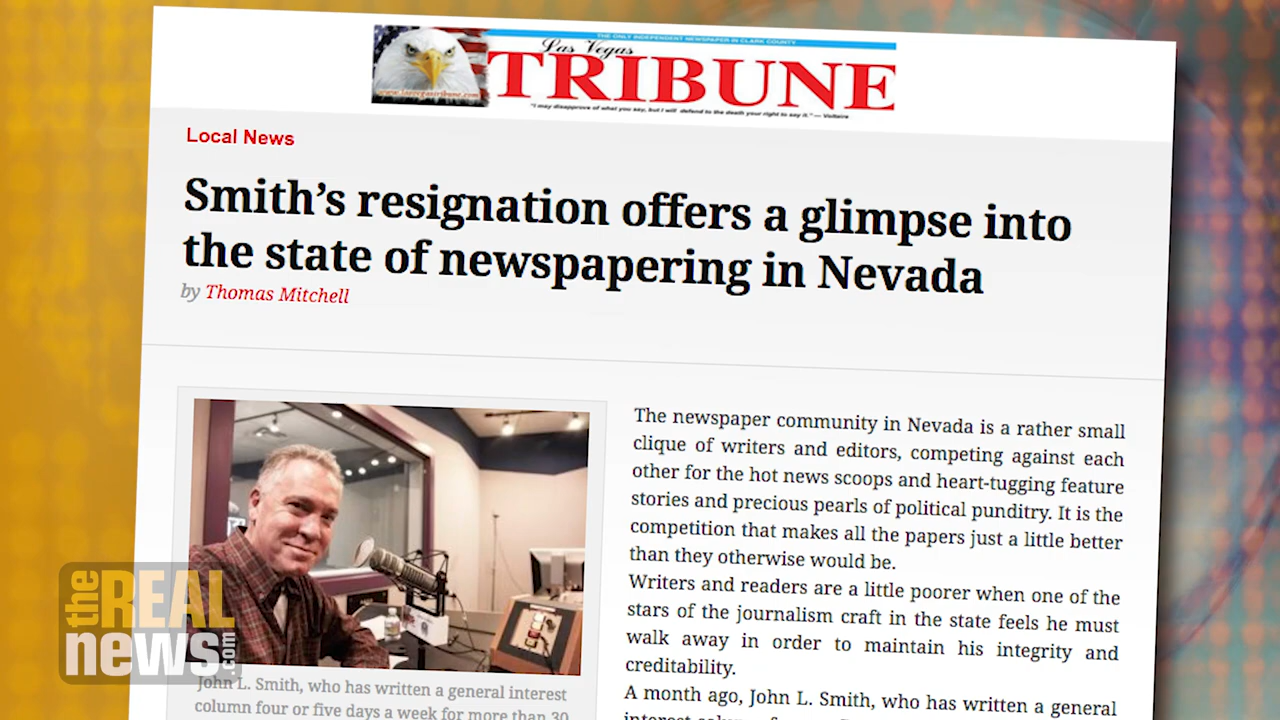 THE ONLY INDEPENDENT NEWSPAPER IN CLARK COUNTY
Las Vegas
TRIBUNE
www.lasvegastribune.com
"I may disapprove of what you say, but I will defend to the death your right to say it." — Voltaire
Local News
Smith's resignation offers a glimpse into
the state of newspapering in Nevada
by Thomas Mitchell
The newspaper community in Nevada is a rather small
clique of writers and editors, competing against each
other for the hot news scoops and heart-tugging feature
stories and precious pearls of political punditry. It is the
competition that makes all the papers just a little better
than they otherwise would be.
Writers and readers are a little poorer when one of the
stars of the journalism craft in the state feels he must
walk away in order to maintain his integrity and
creditability.
A month ago, John L. Smith, who has written a general
John L. Smith, who has written a general interest
column four or five days a week for more than 30
the REAL
news.com